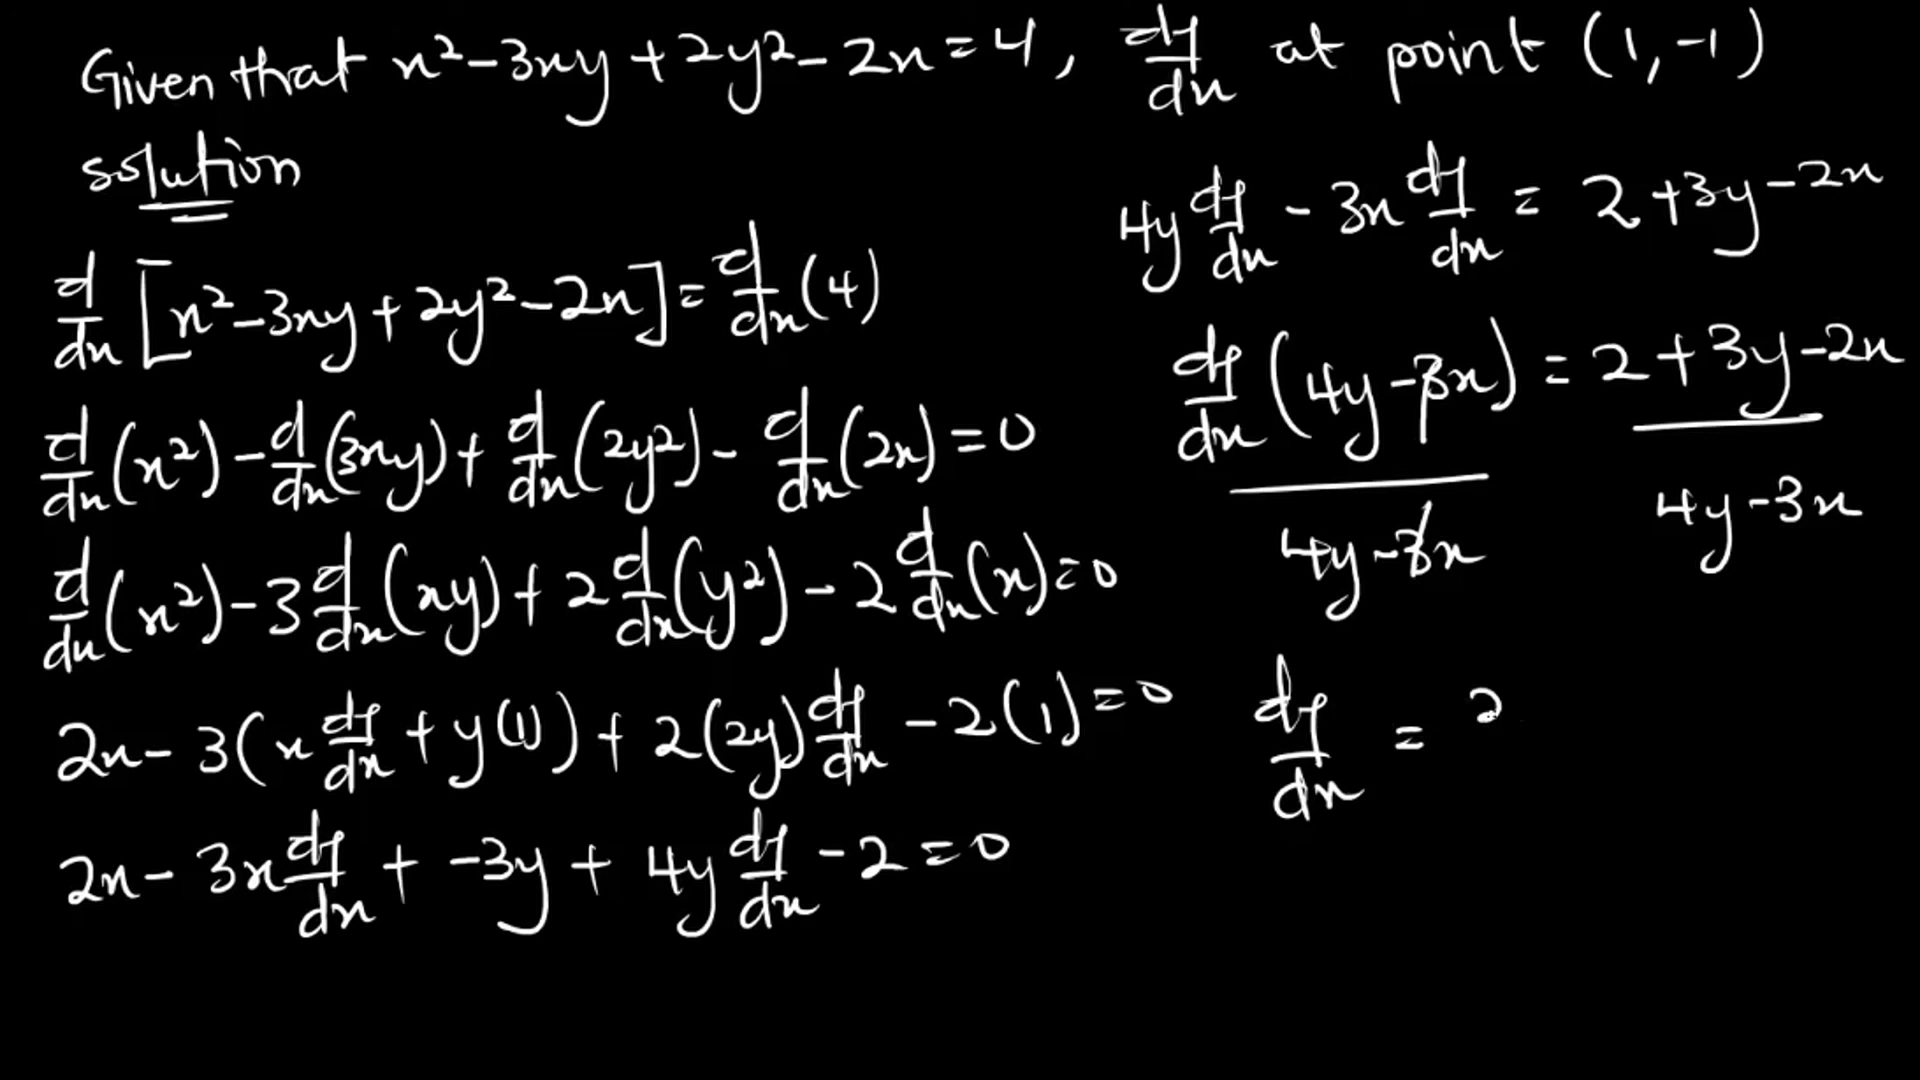 Given that x²-3xy+2y²-2x=4, dy/dx at point (1,-1)
solution
d/dx [x²-3xy+2y²-2x]=d/dx(4)
d/dx(x²)-d/dx(3xy)+d/dx(2y²)-d/dx(2x)=0
d/dx(x²)-3d/dx(xy)+2d/dx(y²)-2d/dx(x)=0
2x-3(x dy/dx+y(1))+2(2y)dy/dx-2(1)=0
2x-3x dy/dx+-3y+4y dy/dx-2=0
4y dy/dx-3x dy/dx=2+3y-2x
dy/dx(4y-3x)=2+3y-2x
4y-3x 4y-3x
dy/dx = 2